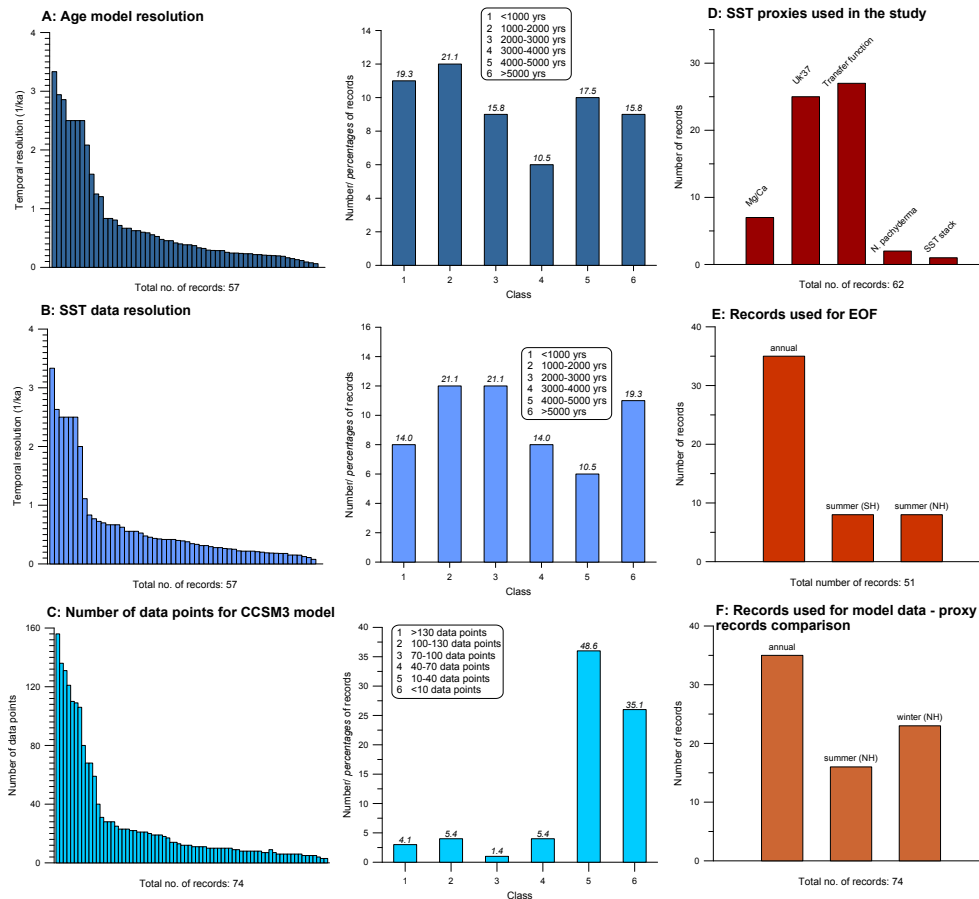 A: Age model resolution
4
3
2
1
0
Temporal resolution (1/ka)
Total no. of records: 57
14
12
10
8
6
4
2
0
Number/ percentages of records
1 <1000 yrs
2 1000-2000 yrs
3 2000-3000 yrs
4 3000-4000 yrs
5 4000-5000 yrs
6 >5000 yrs
19.3
21.1
15.8
10.5
17.5
15.8
1 2 3 4 5 6
Class
D: SST proxies used in the study
30
20
10
0
Number of records
Mg/Ca
Uk'37
Transfer function
N. pachyderma
SST stack
Total no. of records: 62
B: SST data resolution
4
3
2
1
0
Temporal resolution (1/ka)
Total no. of records: 57
16
14
12
10
8
6
4
2
0
Number/ percentages of records
1 <1000 yrs
2 1000-2000 yrs
3 2000-3000 yrs
4 3000-4000 yrs
5 4000-5000 yrs
6 >5000 yrs
14.0
21.1
21.1
14.0
10.5
19.3
1 2 3 4 5 6
Class
E: Records used for EOF
40
30
20
10
0
Number of records
annual
summer (SH)
summer (NH)
Total number of records: 51
C: Number of data points for CCSM3 model
160
120
80
40
0
Number of data points
Total no. of records: 74
40
35
30
25
20
15
10
5
0
Number/ percentages of records
1 >130 data points
2 100-130 data points
3 70-100 data points
4 40-70 data points
5 10-40 data points
6 <10 data points
4.1
5.4
1.4
5.4
48.6
35.1
1 2 3 4 5 6
Class
F: Records used for model data - proxy
records comparison
40
30
20
10
0
Number of records
annual
summer (NH)
winter (NH)
Total no. of records: 74